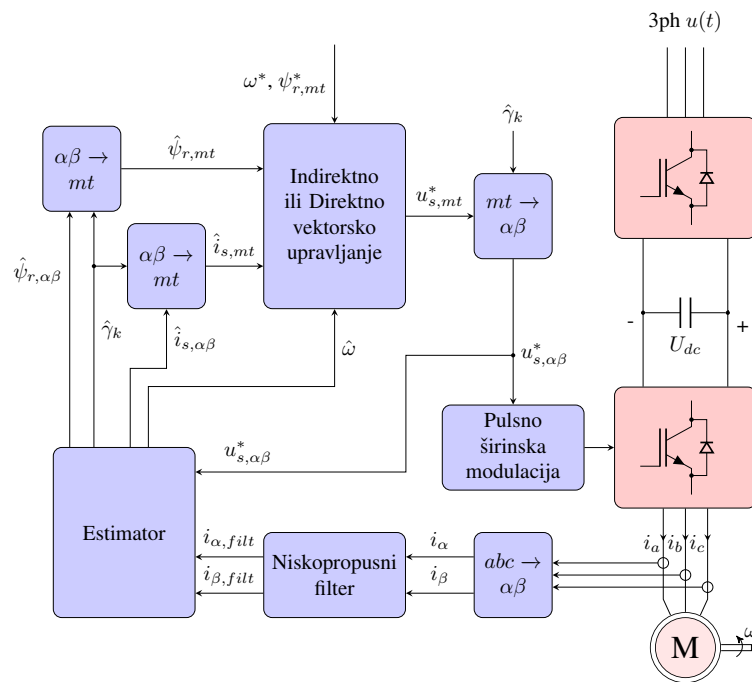 3ph u(t)
ω*, ψ*_{r,mt}
γ̂_k
αβ →
mt
ψ̂_{r,mt}
Indirektno
ili Direktno
vektorsko
upravljanje
u*_{s,mt}
mt →
αβ
αβ →
mt
î_{s,mt}
ψ̂_{r,αβ}
γ̂_k
î_{s,αβ}
ω̂
-
+
U_{dc}
u*_{s,αβ}
Pulsno
širinska
modulacija
u*_{s,αβ}
Estimator
i_{α,filt}
i_{β,filt}
Niskopropusni
filter
i_α
i_β
abc →
αβ
i_a
i_b
i_c
M
ω